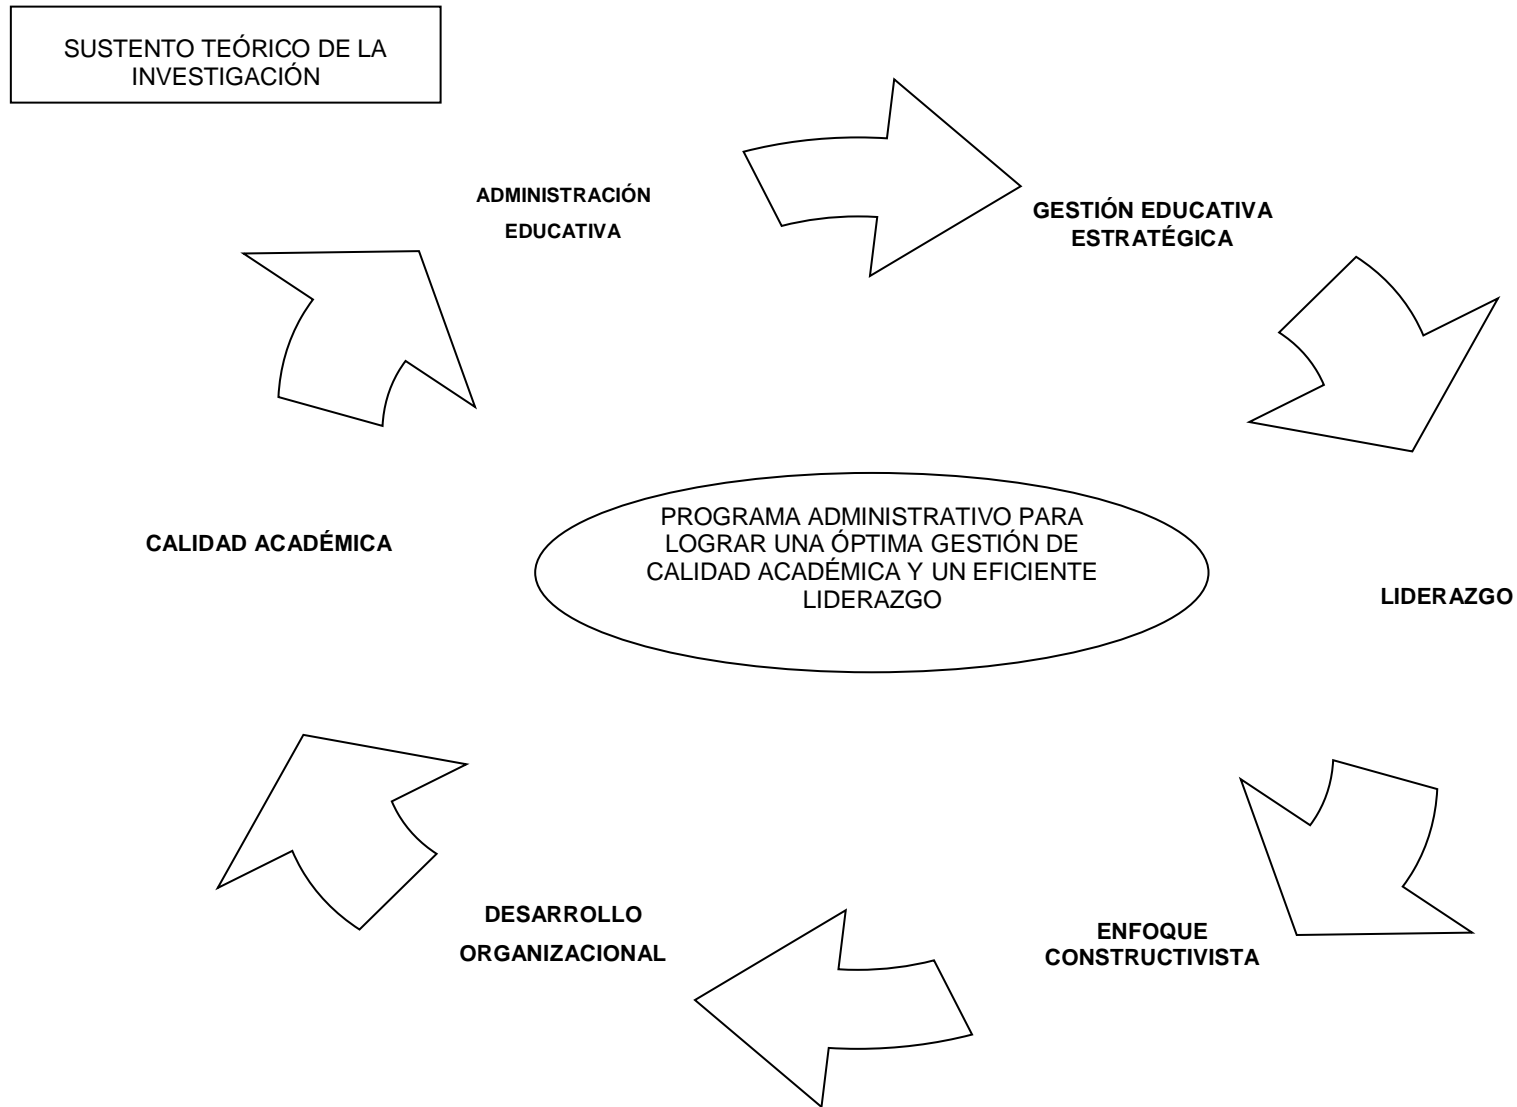 SUSTENTO TEÓRICO DE LA
INVESTIGACIÓN
ADMINISTRACIÓN
EDUCATIVA
GESTIÓN EDUCATIVA
ESTRATÉGICA
CALIDAD ACADÉMICA
PROGRAMA ADMINISTRATIVO PARA
LOGRAR UNA ÓPTIMA GESTIÓN DE
CALIDAD ACADÉMICA Y UN EFICIENTE
LIDERAZGO
LIDERAZGO
DESARROLLO
ORGANIZACIONAL
ENFOQUE
CONSTRUCTIVISTA